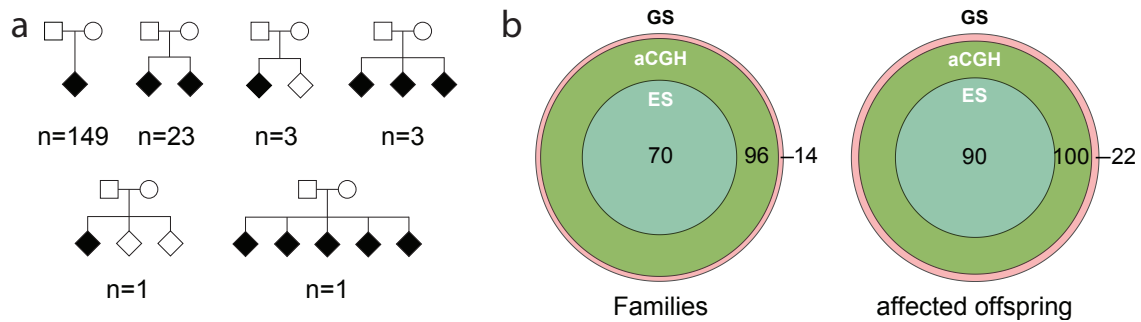 a
n=149
n=23
n=3
n=3
n=1
n=1
b
GS
aCGH
ES
70
96
14
Families
GS
aCGH
ES
90
100
22
affected offspring